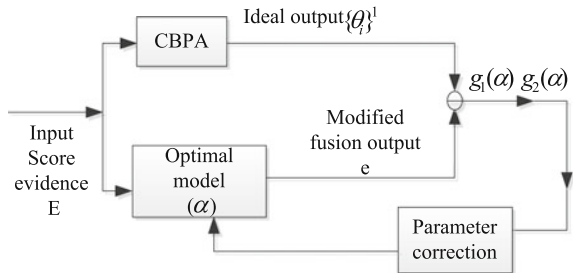 Ideal output{θi}1
CBPA
g1(α) g2(α)
Input
Score
evidence
E
Modified
fusion output
e
Optimal
model
(α)
Parameter
correction